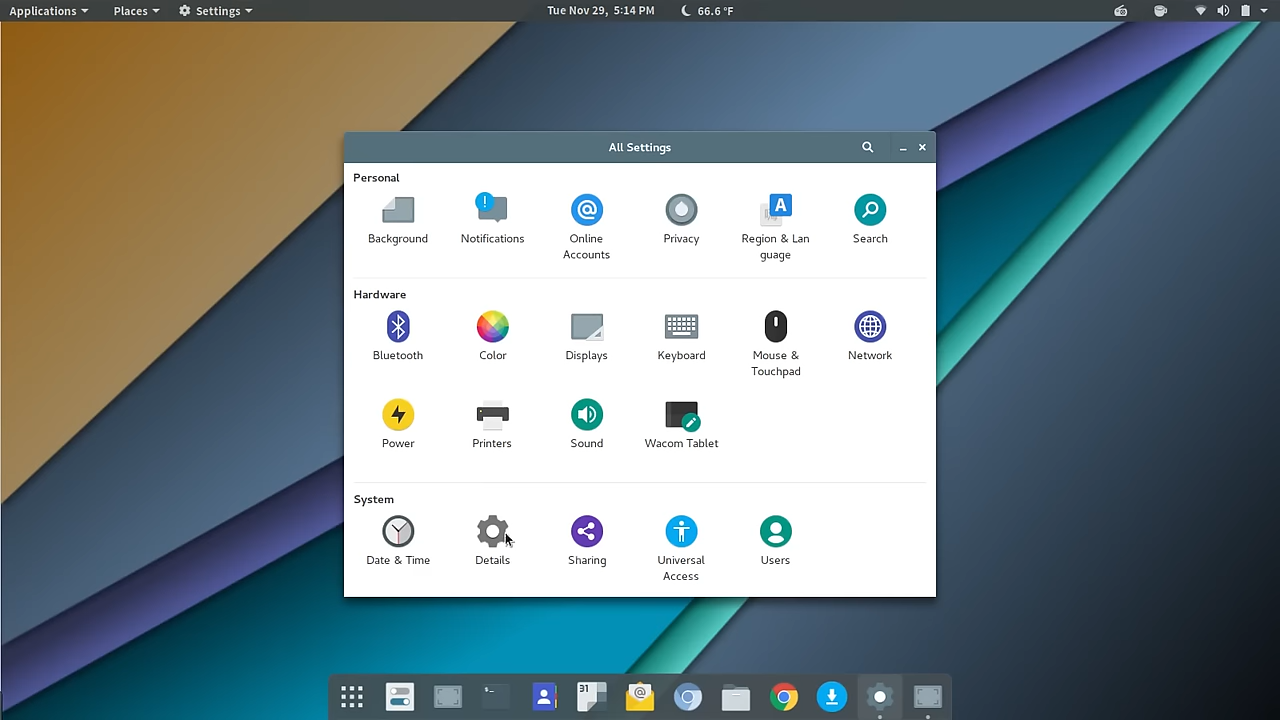 Applications Places Settings Tue Nov 29, 5:14 PM 66.6 °F
All Settings
Personal
Background Notifications Online Accounts Privacy Region & Lan guage A Search
Hardware
Bluetooth Color Displays Keyboard Mouse & Touchpad Network
Power Printers Sound Wacom Tablet
System
Date & Time Details Sharing Universal Access Users
31